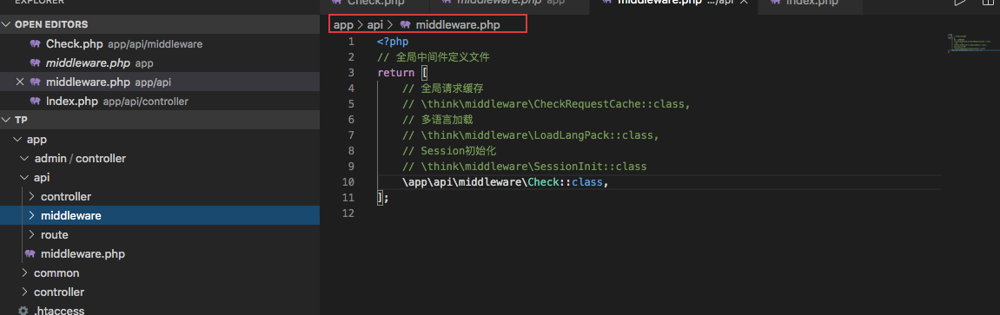 EXPLORER
Check.php
middleware.php app
middleware.php .../api
Index.php
OPEN EDITORS
Check.php app/api/middleware
middleware.php app
middleware.php app/api
Index.php app/api/controller
TP
app
admin / controller
api
controller
middleware
route
middleware.php
common
controller
.htaccess
app > api > middleware.php
1 <?php
2 // 全局中间件定义文件
3 return [
4 // 全局请求缓存
5 // \think\middleware\CheckRequestCache::class,
6 // 多语言加载
7 // \think\middleware\LoadLangPack::class,
8 // Session初始化
9 // \think\middleware\SessionInit::class
10 \app\api\middleware\Check::class,
11 ];
12